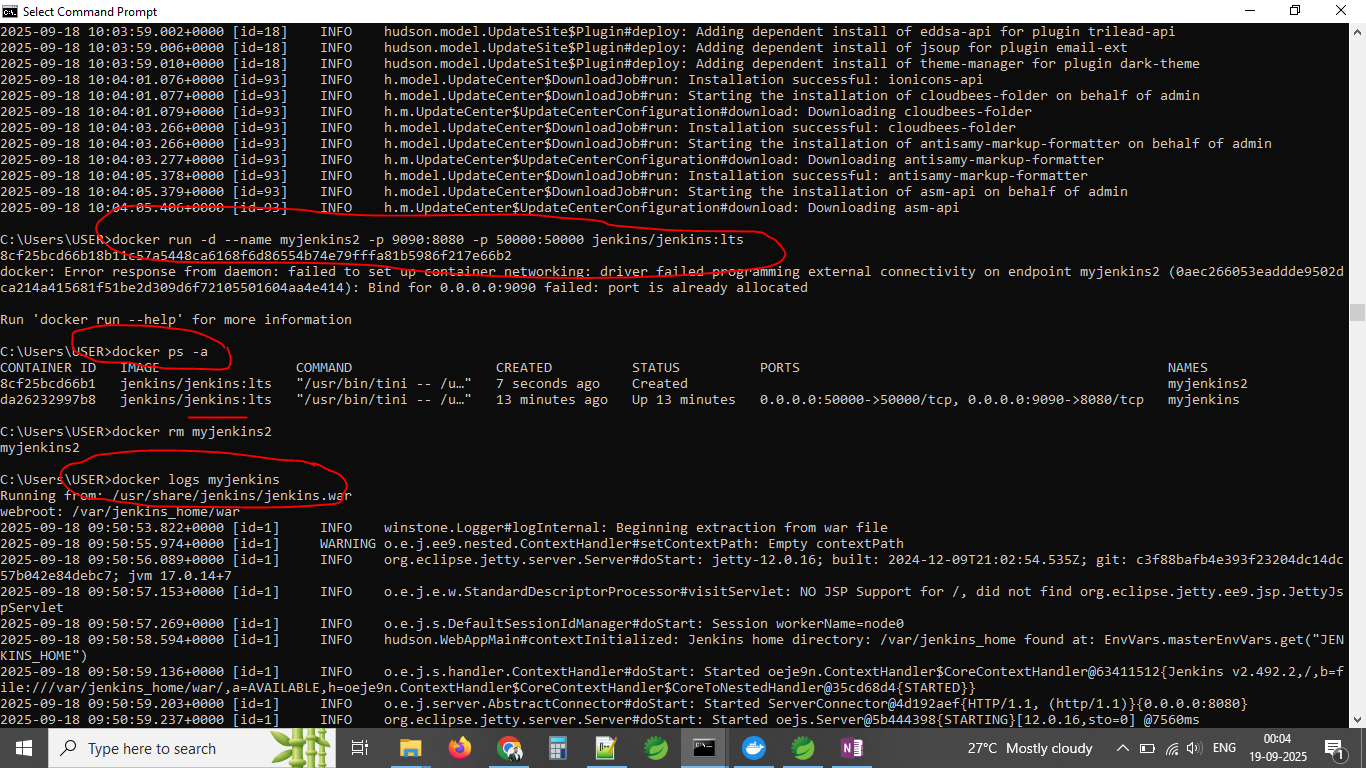 Select Command Prompt
2025-09-18 10:03:59.002+0000 [id=18]    INFO    hudson.model.UpdateSite$Plugin#deploy: Adding dependent install of eddsa-api for plugin trilead-api
2025-09-18 10:03:59.006+0000 [id=18]    INFO    hudson.model.UpdateSite$Plugin#deploy: Adding dependent install of jsoup for plugin email-ext
2025-09-18 10:03:59.010+0000 [id=18]    INFO    hudson.model.UpdateSite$Plugin#deploy: Adding dependent install of theme-manager for plugin dark-theme
2025-09-18 10:04:01.076+0000 [id=93]    INFO    h.model.UpdateCenter$DownloadJob#run: Installation successful: ionicons-api
2025-09-18 10:04:01.077+0000 [id=93]    INFO    h.model.UpdateCenter$DownloadJob#run: Starting the installation of cloudbees-folder on behalf of admin
2025-09-18 10:04:01.079+0000 [id=93]    INFO    h.m.UpdateCenter$UpdateCenterConfiguration#download: Downloading cloudbees-folder
2025-09-18 10:04:03.266+0000 [id=93]    INFO    h.model.UpdateCenter$DownloadJob#run: Installation successful: cloudbees-folder
2025-09-18 10:04:03.266+0000 [id=93]    INFO    h.model.UpdateCenter$DownloadJob#run: Starting the installation of antisamy-markup-formatter on behalf of admin
2025-09-18 10:04:03.277+0000 [id=93]    INFO    h.m.UpdateCenter$UpdateCenterConfiguration#download: Downloading antisamy-markup-formatter
2025-09-18 10:04:05.378+0000 [id=93]    INFO    h.model.UpdateCenter$DownloadJob#run: Installation successful: antisamy-markup-formatter
2025-09-18 10:04:05.379+0000 [id=93]    INFO    h.model.UpdateCenter$DownloadJob#run: Starting the installation of asm-api on behalf of admin
2025-09-18 10:04:05.406+0000 [id=93]    INFO    h.m.UpdateCenter$UpdateCenterConfiguration#download: Downloading asm-api
C:\Users\USER>docker run -d --name myjenkins2 -p 9090:8080 -p 50000:50000 jenkins/jenkins:lts
8cf25bcd66b18b11c57a5448ca6168f6d86554b74e79fffa81b5986f217e66b2
docker: Error response from daemon: failed to set up container networking: driver failed programming external connectivity on endpoint myjenkins2 (0aec266053eaddde9502d
ca214a415681f51be2d309d6f72105501604aa4e414): Bind for 0.0.0.0:9090 failed: port is already allocated
Run 'docker run --help' for more information
C:\Users\USER>docker ps -a
CONTAINER ID   IMAGE                 COMMAND                  CREATED          STATUS          PORTS                                              NAMES
8cf25bcd66b1   jenkins/jenkins:lts   "/usr/bin/tini -- /u…"   7 seconds ago    Created                                                            myjenkins2
da26232997b8   jenkins/jenkins:lts   "/usr/bin/tini -- /u…"   13 minutes ago   Up 13 minutes   0.0.0.0:50000->50000/tcp, 0.0.0.0:9090->8080/tcp   myjenkins
C:\Users\USER>docker rm myjenkins2
myjenkins2
C:\Users\USER>docker logs myjenkins
Running from: /usr/share/jenkins/jenkins.war
webroot: /var/jenkins_home/war
2025-09-18 09:50:53.822+0000 [id=1]     INFO    winstone.Logger#logInternal: Beginning extraction from war file
2025-09-18 09:50:55.974+0000 [id=1]     WARNING o.e.j.ee9.nested.ContextHandler#setContextPath: Empty contextPath
2025-09-18 09:50:56.089+0000 [id=1]     INFO    org.eclipse.jetty.server.Server#doStart: jetty-12.0.16; built: 2024-12-09T21:02:54.535Z; git: c3f88bafb4e393f23204dc14dc
57b042e84debc7; jvm 17.0.14+7
2025-09-18 09:50:57.153+0000 [id=1]     INFO    o.e.j.e.w.StandardDescriptorProcessor#visitServlet: NO JSP Support for /, did not find org.eclipse.jetty.ee9.jsp.JettyJs
pServlet
2025-09-18 09:50:57.269+0000 [id=1]     INFO    o.e.j.s.DefaultSessionIdManager#doStart: Session workerName=node0
2025-09-18 09:50:58.594+0000 [id=1]     INFO    hudson.WebAppMain#contextInitialized: Jenkins home directory: /var/jenkins_home found at: EnvVars.masterEnvVars.get("JEN
KINS_HOME")
2025-09-18 09:50:59.136+0000 [id=1]     INFO    o.e.j.s.handler.ContextHandler#doStart: Started oeje9n.ContextHandler$CoreContextHandler@63411512{Jenkins v2.492.2,/,b=f
ile:///var/jenkins_home/war/,a=AVAILABLE,h=oeje9n.ContextHandler$CoreContextHandler$CoreToNestedHandler@35cd68d4{STARTED}}
2025-09-18 09:50:59.203+0000 [id=1]     INFO    o.e.j.server.AbstractConnector#doStart: Started ServerConnector@4d192aef{HTTP/1.1, (http/1.1)}{0.0.0.0:8080}
2025-09-18 09:50:59.237+0000 [id=1]     INFO    org.eclipse.jetty.server.Server#doStart: Started oejs.Server@5b444398{STARTING}[12.0.16,sto=0] @7560ms
Type here to search
27°C Mostly cloudy
ENG
00:04
19-09-2025
1